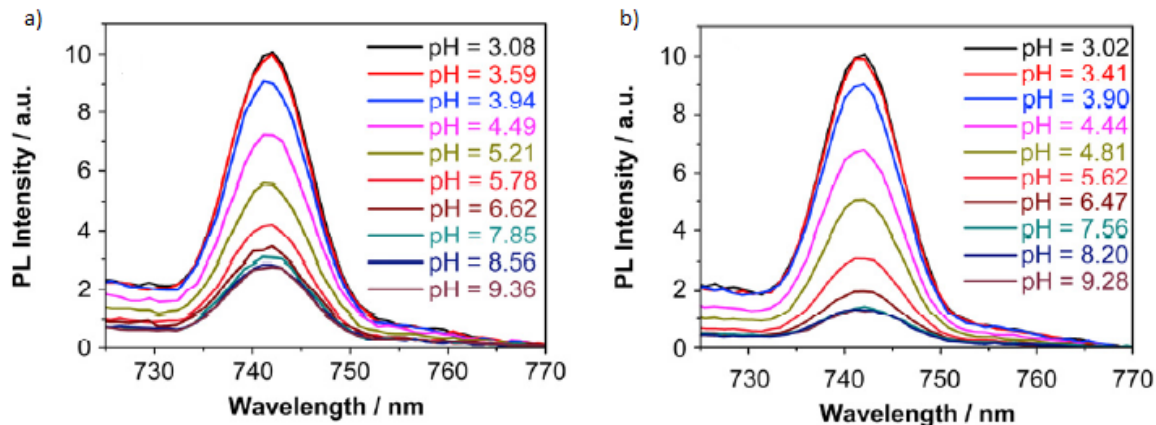 a)
10
8
6
4
2
0
PL Intensity / a.u.
pH = 3.08
pH = 3.59
pH = 3.94
pH = 4.49
pH = 5.21
pH = 5.78
pH = 6.62
pH = 7.85
pH = 8.56
pH = 9.36
730 740 750 760 770
Wavelength / nm
b)
10
8
6
4
2
0
PL Intensity / a.u.
pH = 3.02
pH = 3.41
pH = 3.90
pH = 4.44
pH = 4.81
pH = 5.62
pH = 6.47
pH = 7.56
pH = 8.20
pH = 9.28
730 740 750 760 770
Wavelength / nm